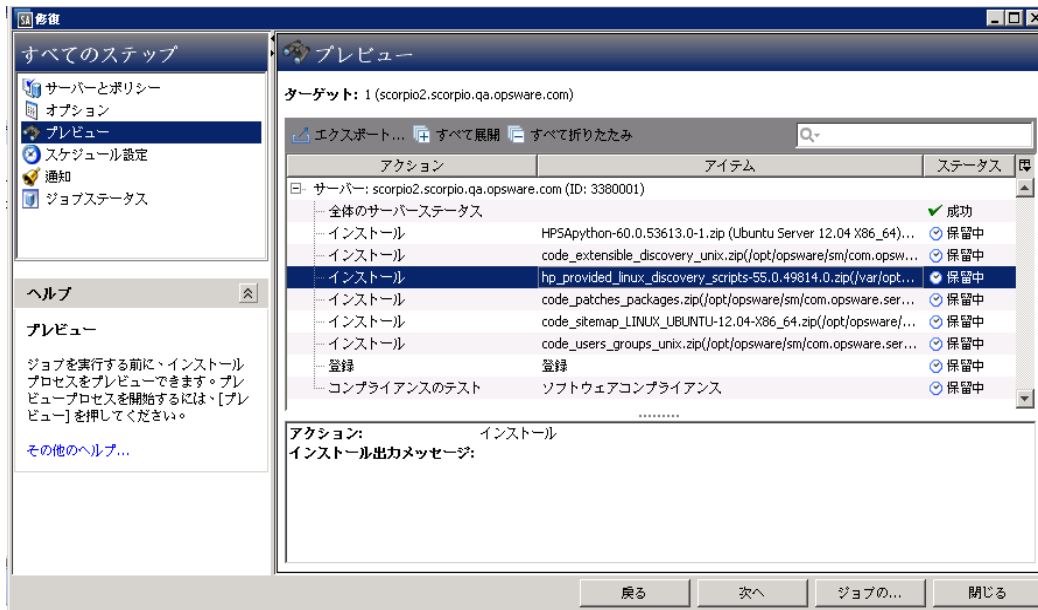 SA 修復
すべてのステップ
サーバーとポリシー
オプション
プレビュー
スケジュール設定
通知
ジョブステータス
ヘルプ
プレビュー
ジョブを実行する前に、インストール
プロセスをプレビューできます。プレ
ビュープロセスを開始するには、[プレ
ビュー] を押してください。
その他のヘルプ...
プレビュー
ターゲット: 1 (scorpio2.scorpio.qa.opsware.com)
エクスポート... すべて展開 すべて折りたたみ
アクション アイテム ステータス
サーバー: scorpio2.scorpio.qa.opsware.com (ID: 3380001)
全体のサーバーステータス 成功
インストール HPSApython-60.0.53613.0-1.zip (Ubuntu Server 12.04 X86_64)... 保留中
インストール code_extensible_discovery_unix.zip(/opt/opsware/sm/com.opsw... 保留中
インストール hp_provided_linux_discovery_scripts-55.0.49814.0.zip(/var/opt... 保留中
インストール code_patches_packages.zip(/opt/opsware/sm/com.opsware.ser... 保留中
インストール code_sitemap_LINUX_UBUNTU-12.04-X86_64.zip(/opt/opsware/... 保留中
インストール code_users_groups_unix.zip(/opt/opsware/sm/com.opsware.ser... 保留中
登録 登録 保留中
コンプライアンスのテスト ソフトウェアコンプライアンス 保留中
アクション: インストール
インストール出力メッセージ:
戻る 次へ ジョブの... 閉じる